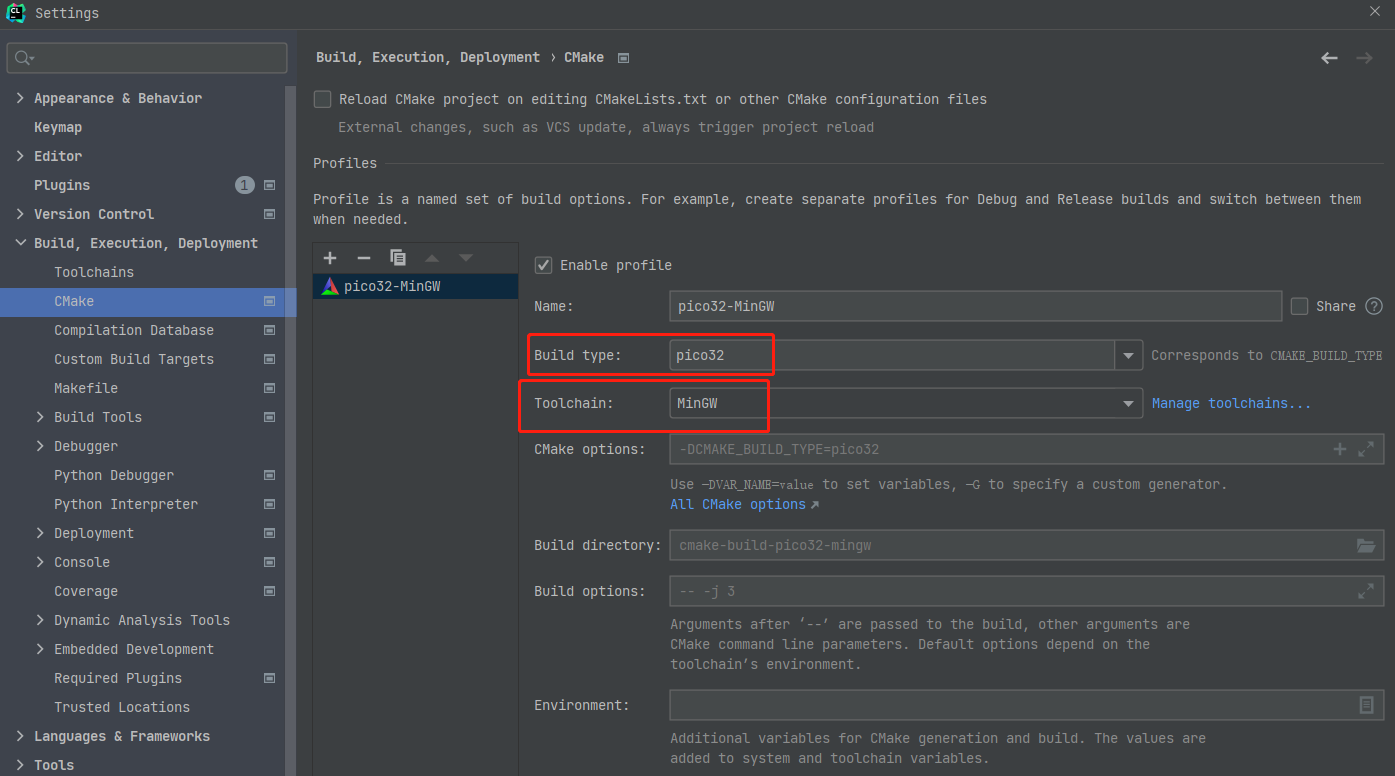 CL
Settings
Build, Execution, Deployment › CMake
Appearance & Behavior
Keymap
Editor
Plugins 1
Version Control
Build, Execution, Deployment
Toolchains
CMake
Compilation Database
Custom Build Targets
Makefile
Build Tools
Debugger
Python Debugger
Python Interpreter
Deployment
Console
Coverage
Dynamic Analysis Tools
Embedded Development
Required Plugins
Trusted Locations
Languages & Frameworks
Tools
Reload CMake project on editing CMakeLists.txt or other CMake configuration files
External changes, such as VCS update, always trigger project reload
Profiles
Profile is a named set of build options. For example, create separate profiles for Debug and Release builds and switch between them
when needed.
pico32-MinGW
Enable profile
Name: pico32-MinGW Share ?
Build type: pico32 Corresponds to CMAKE_BUILD_TYPE
Toolchain: MinGW Manage toolchains...
CMake options: -DCMAKE_BUILD_TYPE=pico32
Use -DVAR_NAME=value to set variables, -G to specify a custom generator.
All CMake options ↗
Build directory: cmake-build-pico32-mingw
Build options: -- -j 3
Arguments after ‘--’ are passed to the build, other arguments are
CMake command line parameters. Default options depend on the
toolchain’s environment.
Environment:
Additional variables for CMake generation and build. The values are
added to system and toolchain variables.